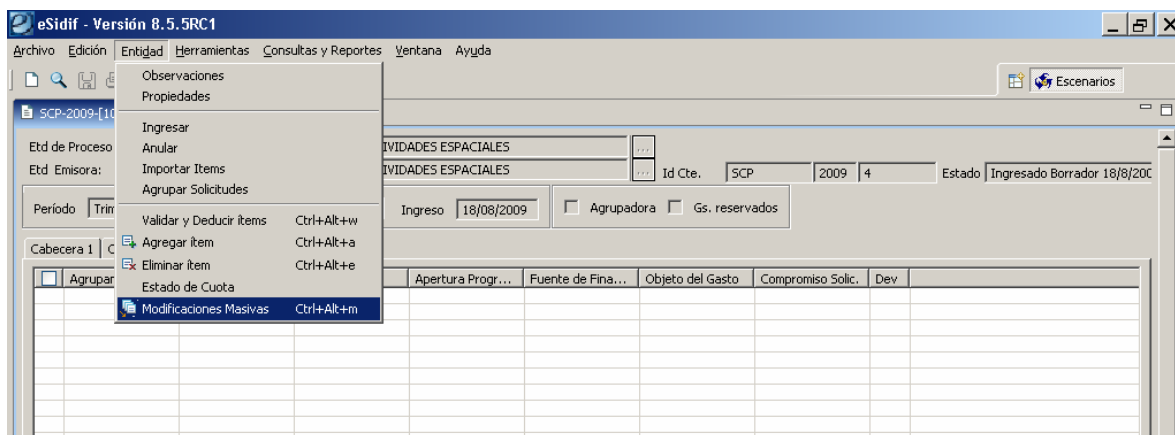 eSidif - Versión 8.5.5RC1
Archivo Edición Entidad Herramientas Consultas y Reportes Ventana Ayuda
Observaciones
Propiedades
Ingresar
Anular
Importar Items
Agrupar Solicitudes
Validar y Deducir ítems Ctrl+Alt+w
Agregar ítem Ctrl+Alt+a
Eliminar ítem Ctrl+Alt+e
Estado de Cuota
Modificaciones Masivas Ctrl+Alt+m
Escenarios
SCP-2009-[10
Etd de Proceso IVIDADES ESPACIALES ...
Etd Emisora: IVIDADES ESPACIALES ... Id Cte. SCP 2009 4 Estado Ingresado Borrador 18/8/200
Período Trim Ingreso 18/08/2009 Agrupadora Gs. reservados
Cabecera 1 C
Agrupar Apertura Progr... Fuente de Fina... Objeto del Gasto Compromiso Solic. Dev